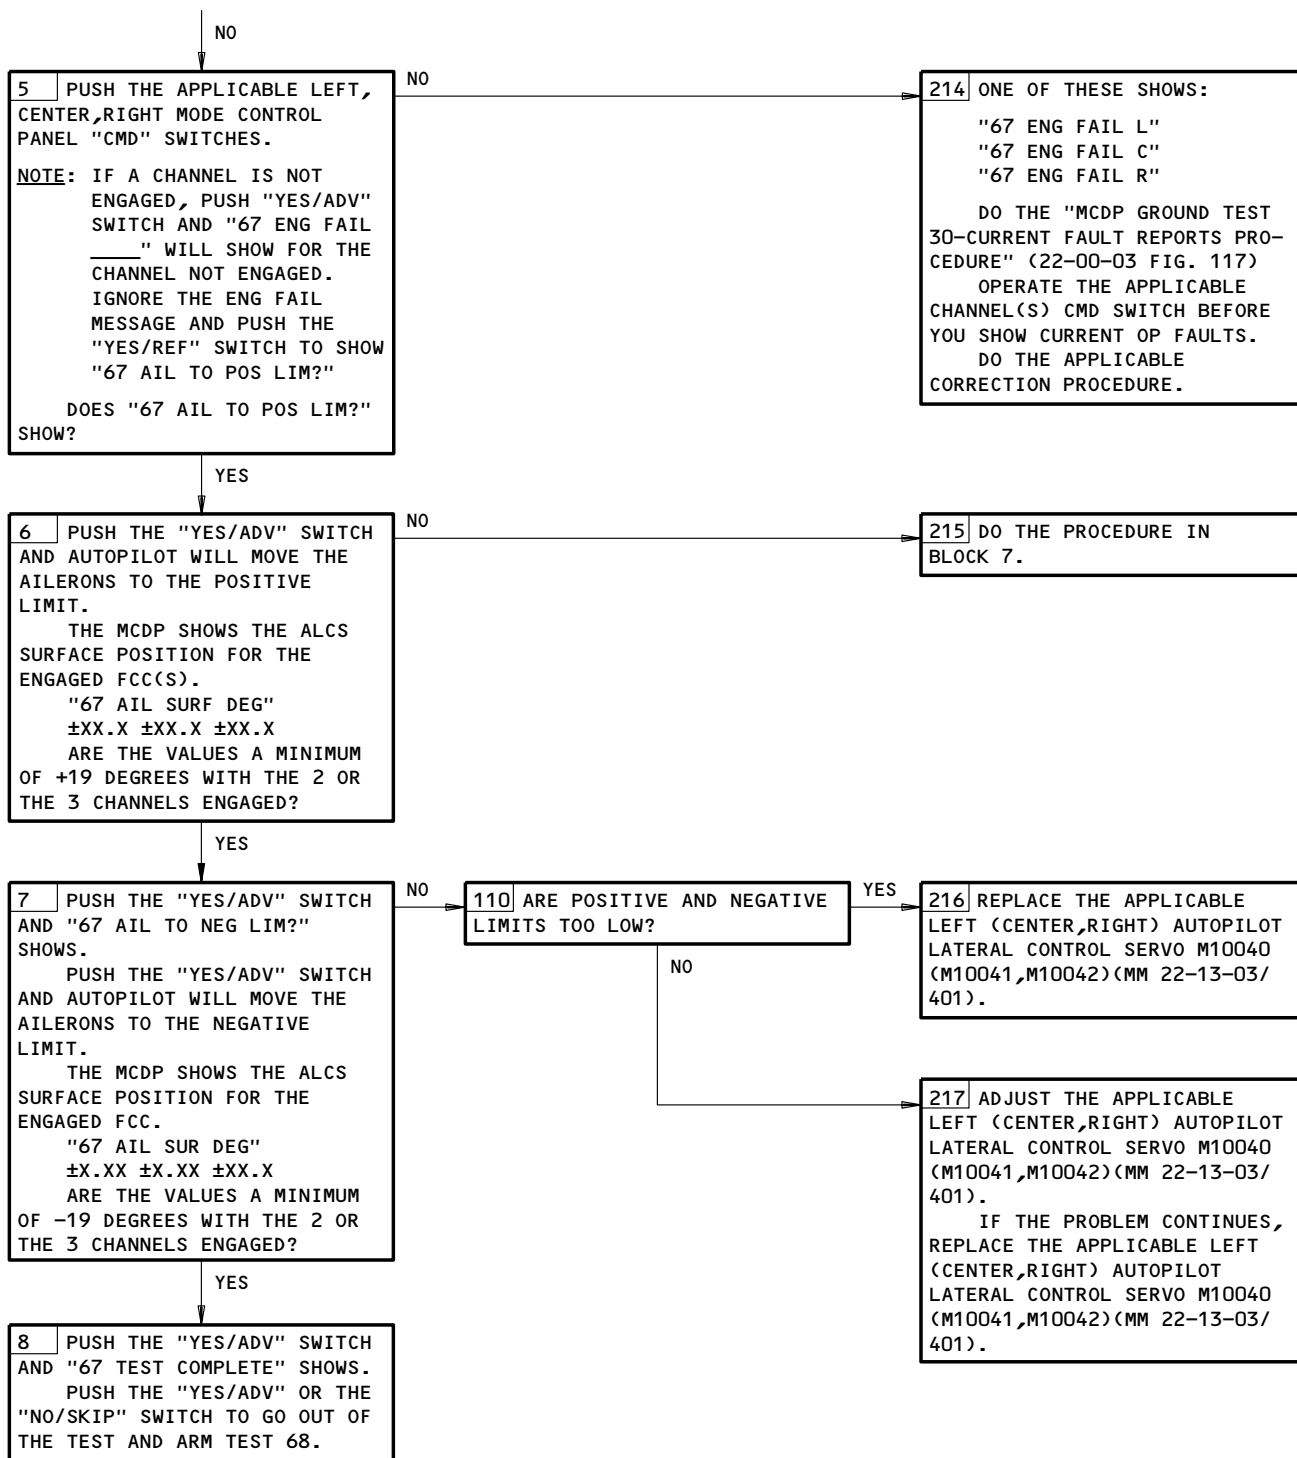 NO
5 PUSH THE APPLICABLE LEFT,
CENTER,RIGHT MODE CONTROL
PANEL "CMD" SWITCHES.
NOTE: IF A CHANNEL IS NOT
ENGAGED, PUSH "YES/ADV"
SWITCH AND "67 ENG FAIL
____" WILL SHOW FOR THE
CHANNEL NOT ENGAGED.
IGNORE THE ENG FAIL
MESSAGE AND PUSH THE
"YES/REF" SWITCH TO SHOW
"67 AIL TO POS LIM?"
DOES "67 AIL TO POS LIM?"
SHOW?
NO
214 ONE OF THESE SHOWS:
"67 ENG FAIL L"
"67 ENG FAIL C"
"67 ENG FAIL R"
DO THE "MCDP GROUND TEST
30-CURRENT FAULT REPORTS PRO-
CEDURE" (22-00-03 FIG. 117)
OPERATE THE APPLICABLE
CHANNEL(S) CMD SWITCH BEFORE
YOU SHOW CURRENT OP FAULTS.
DO THE APPLICABLE
CORRECTION PROCEDURE.
YES
6 PUSH THE "YES/ADV" SWITCH
AND AUTOPILOT WILL MOVE THE
AILERONS TO THE POSITIVE
LIMIT.
THE MCDP SHOWS THE ALCS
SURFACE POSITION FOR THE
ENGAGED FCC(S).
"67 AIL SURF DEG"
±XX.X ±XX.X ±XX.X
ARE THE VALUES A MINIMUM
OF +19 DEGREES WITH THE 2 OR
THE 3 CHANNELS ENGAGED?
NO
215 DO THE PROCEDURE IN
BLOCK 7.
YES
7 PUSH THE "YES/ADV" SWITCH
AND "67 AIL TO NEG LIM?"
SHOWS.
PUSH THE "YES/ADV" SWITCH
AND AUTOPILOT WILL MOVE THE
AILERONS TO THE NEGATIVE
LIMIT.
THE MCDP SHOWS THE ALCS
SURFACE POSITION FOR THE
ENGAGED FCC.
"67 AIL SUR DEG"
±X.XX ±X.XX ±XX.X
ARE THE VALUES A MINIMUM
OF -19 DEGREES WITH THE 2 OR
THE 3 CHANNELS ENGAGED?
NO
110 ARE POSITIVE AND NEGATIVE
LIMITS TOO LOW?
YES
216 REPLACE THE APPLICABLE
LEFT (CENTER,RIGHT) AUTOPILOT
LATERAL CONTROL SERVO M10040
(M10041,M10042)(MM 22-13-03/
401).
NO
217 ADJUST THE APPLICABLE
LEFT (CENTER,RIGHT) AUTOPILOT
LATERAL CONTROL SERVO M10040
(M10041,M10042)(MM 22-13-03/
401).
IF THE PROBLEM CONTINUES,
REPLACE THE APPLICABLE LEFT
(CENTER,RIGHT) AUTOPILOT
LATERAL CONTROL SERVO M10040
(M10041,M10042)(MM 22-13-03/
401).
YES
8 PUSH THE "YES/ADV" SWITCH
AND "67 TEST COMPLETE" SHOWS.
PUSH THE "YES/ADV" OR THE
"NO/SKIP" SWITCH TO GO OUT OF
THE TEST AND ARM TEST 68.